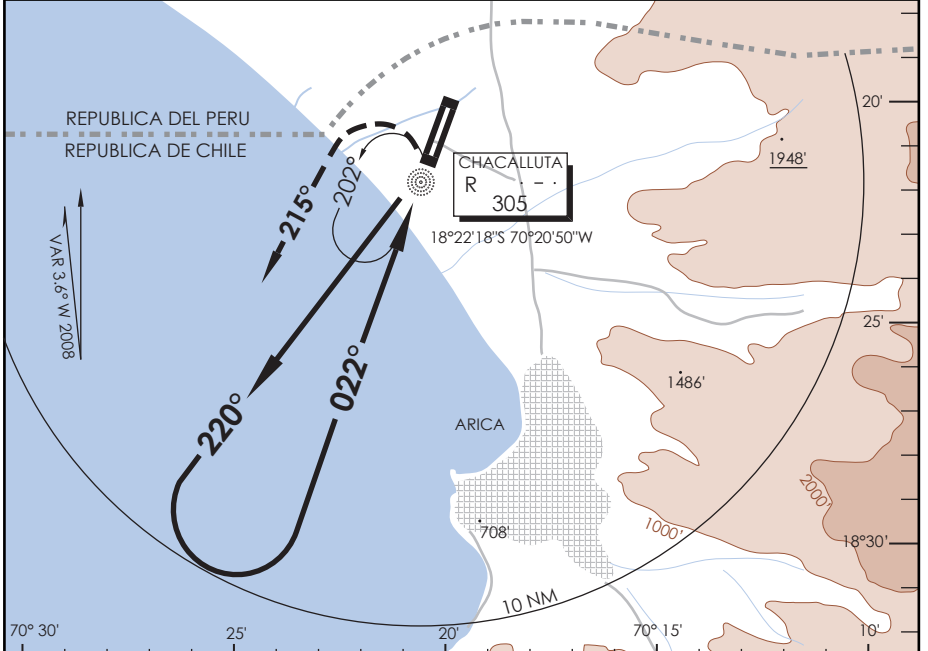 REPUBLICA DEL PERU
REPUBLICA DE CHILE
20'
1948'
CHACALLUTA
R · – ·
305
18°22'18"S 70°20'50"W
202°
215°
VAR 3.6° W 2008
25'
022°
220°
1486'
ARICA
2000'
708'
1000'
18°30'
10 NM
70° 30'
25'
20'
70° 15'
10'